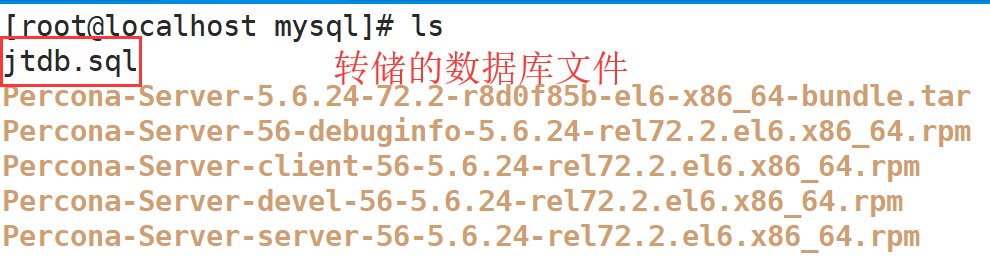 [root@localhost mysql]# ls
jtdb.sql
转储的数据库文件
Percona-Server-5.6.24-72.2-r8d0f85b-el6-x86_64-bundle.tar
Percona-Server-56-debuginfo-5.6.24-rel72.2.el6.x86_64.rpm
Percona-Server-client-56-5.6.24-rel72.2.el6.x86_64.rpm
Percona-Server-devel-56-5.6.24-rel72.2.el6.x86_64.rpm
Percona-Server-server-56-5.6.24-rel72.2.el6.x86_64.rpm